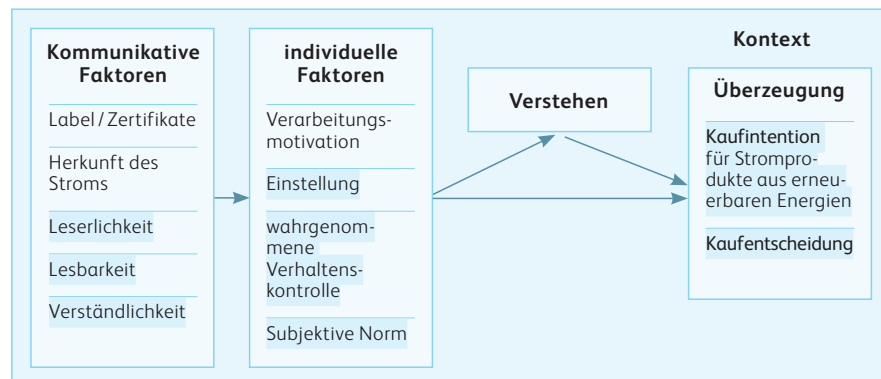 Kommunikative
Faktoren
Label / Zertifikate
Herkunft des
Stroms
Leserlichkeit
Lesbarkeit
Verständlichkeit
individuelle
Faktoren
Verarbeitungs-
motivation
Einstellung
wahrgenom-
mene
Verhaltens-
kontrolle
Subjektive Norm
Verstehen
Kontext
Überzeugung
Kaufintention
für Strompro-
dukte aus erneu-
erbaren Energien
Kaufentscheidung